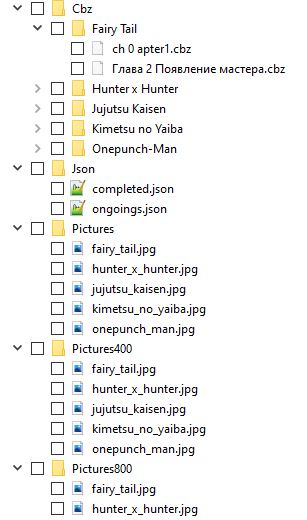 Cbz
Fairy Tail
ch 0 apter1.cbz
Глава 2 Появление мастера.cbz
Hunter x Hunter
Jujutsu Kaisen
Kimetsu no Yaiba
Onepunch-Man
Json
completed.json
ongoings.json
Pictures
fairy_tail.jpg
hunter_x_hunter.jpg
jujutsu_kaisen.jpg
kimetsu_no_yaiba.jpg
onepunch_man.jpg
Pictures400
fairy_tail.jpg
hunter_x_hunter.jpg
jujutsu_kaisen.jpg
kimetsu_no_yaiba.jpg
onepunch_man.jpg
Pictures800
fairy_tail.jpg
hunter_x_hunter.jpg